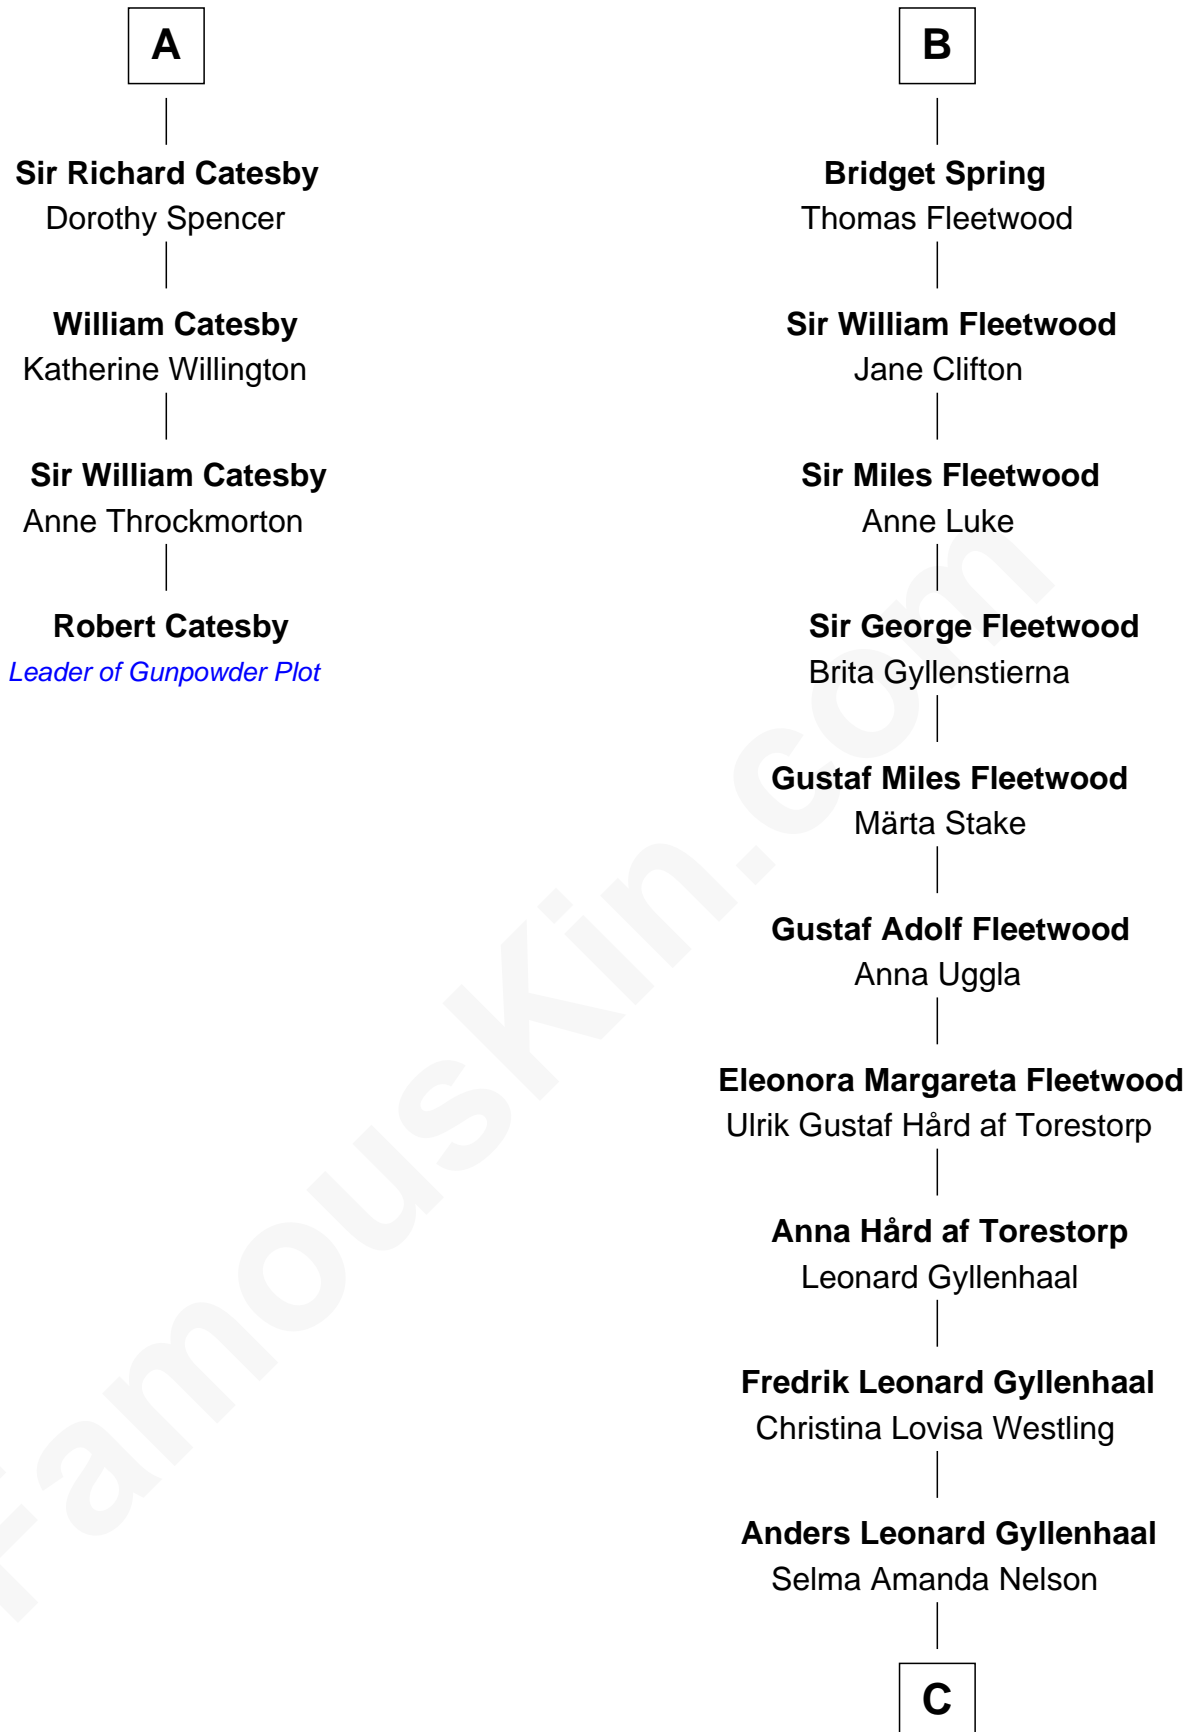 A
Sir Richard Catesby
Dorothy Spencer
William Catesby
Katherine Willington
Sir William Catesby
Anne Throckmorton
Robert Catesby
Leader of Gunpowder Plot
B
Bridget Spring
Thomas Fleetwood
Sir William Fleetwood
Jane Clifton
Sir Miles Fleetwood
Anne Luke
Sir George Fleetwood
Brita Gyllenstierna
Gustaf Miles Fleetwood
Märta Stake
Gustaf Adolf Fleetwood
Anna Uggla
Eleonora Margareta Fleetwood
Ulrik Gustaf Hård af Torestorp
Anna Hård af Torestorp
Leonard Gyllenhaal
Fredrik Leonard Gyllenhaal
Christina Lovisa Westling
Anders Leonard Gyllenhaal
Selma Amanda Nelson
C
FamousKin.com